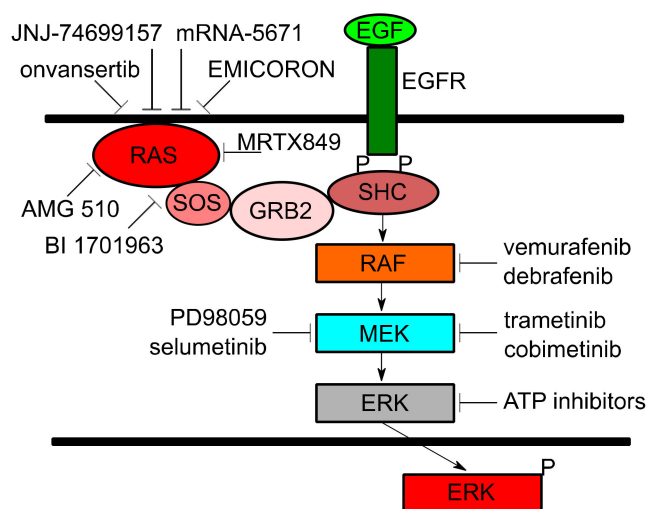 JNJ-74699157
mRNA-5671
EGF
onvansertib
EMICORON
EGFR
MRTX849
RAS
P
P
SHC
AMG 510
SOS
GRB2
BI 1701963
RAF
vemurafenib
debrafenib
PD98059
selumetinib
MEK
trametinib
cobimetinib
ERK
ATP inhibitors
P
ERK